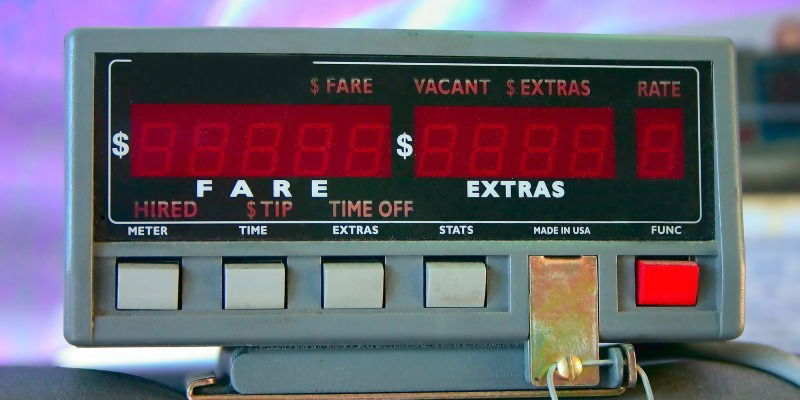 $ FARE VACANT $ EXTRAS RATE
$ $
FARE EXTRAS
HIRED $ TIP TIME OFF
METER TIME EXTRAS STATS MADE IN USA FUNC